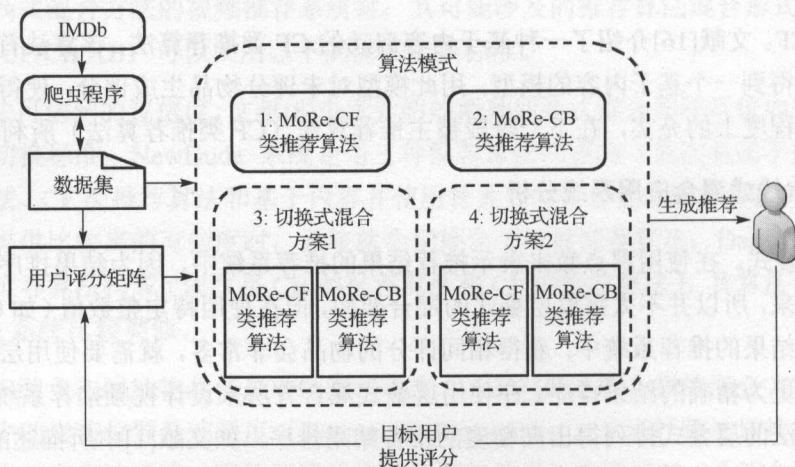 IMDb
爬虫程序
数据集
用户评分矩阵
算法模式
1: MoRe-CF
类推荐算法
2: MoRe-CB
类推荐算法
3: 切换式混合
方案1
MoRe-CF
类推荐
算法
MoRe-CB
类推荐
算法
4: 切换式混合
方案2
MoRe-CF
类推荐
算法
MoRe-CB
类推荐
算法
生成推荐
目标用户
提供评分